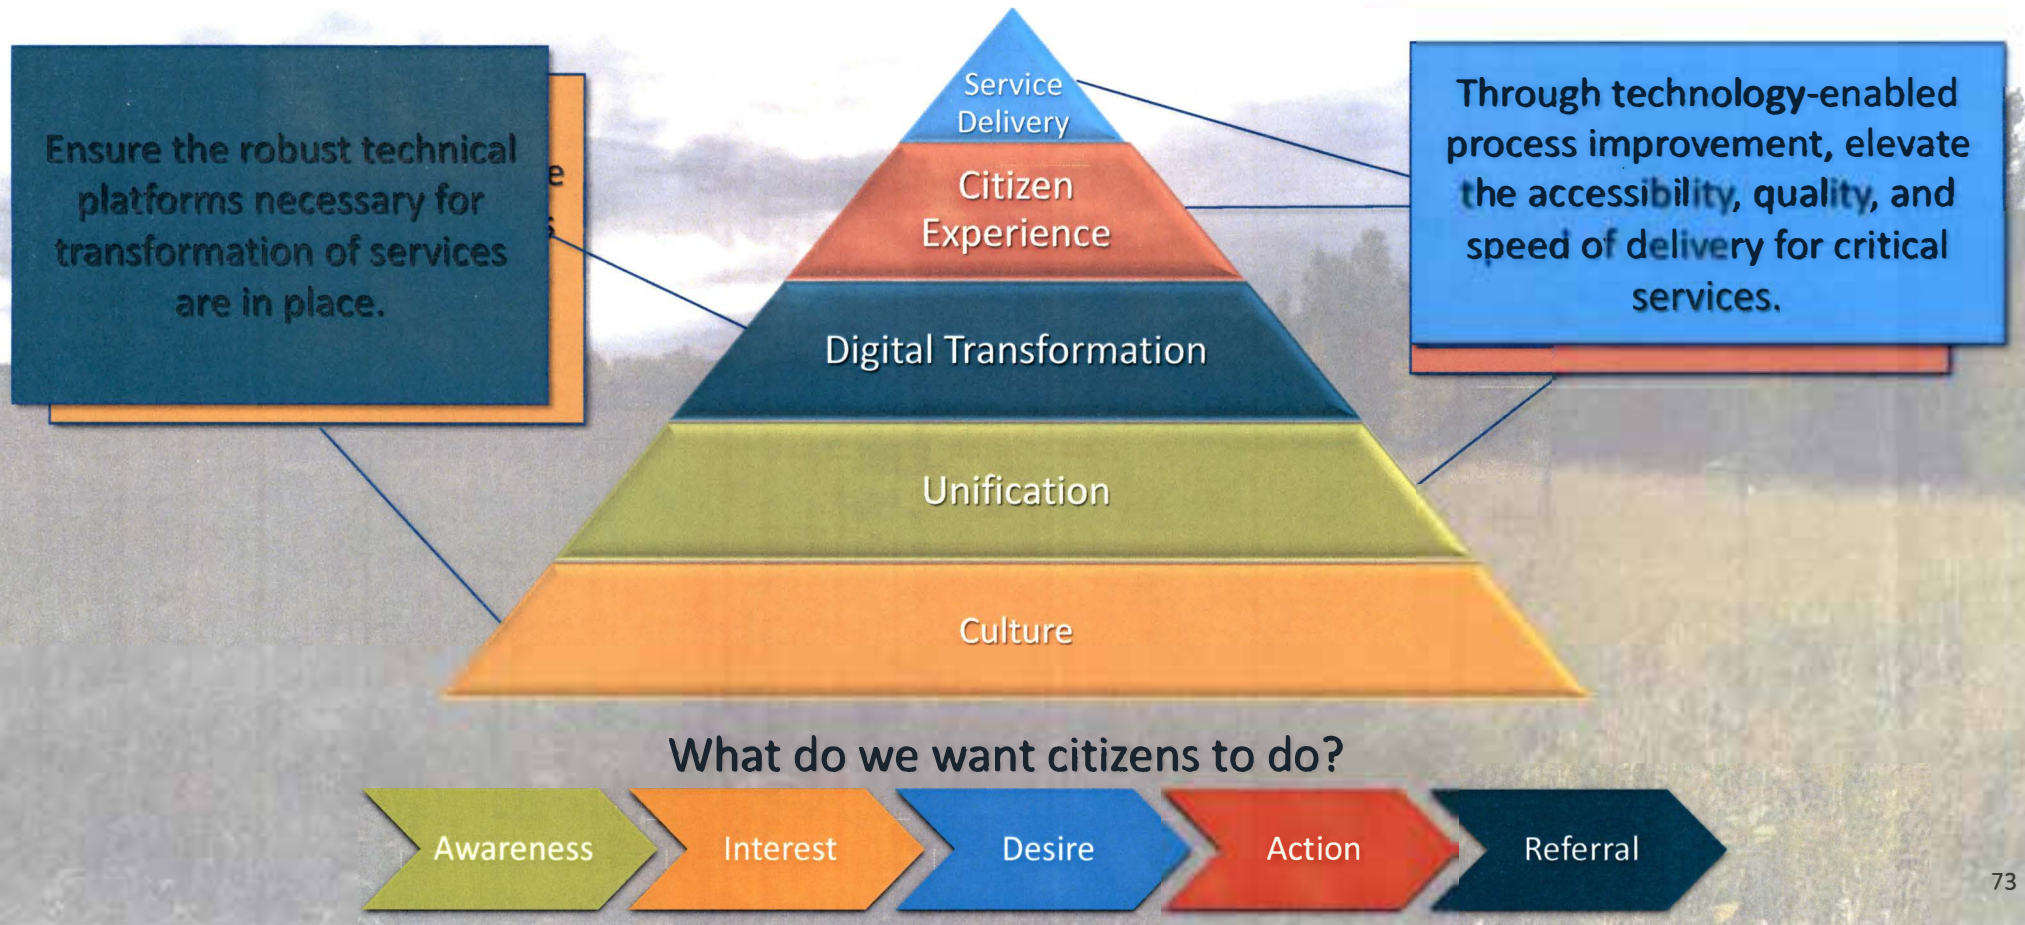 Ensure the robust technical
platforms necessary for
transformation of services
are in place.
Service
Delivery
Citizen
Experience
Digital Transformation
Unification
Culture
Through technology-enabled
process improvement, elevate
the accessibility, quality, and
speed of delivery for critical
services.
What do we want citizens to do?
Awareness
Interest
Desire
Action
Referral
73